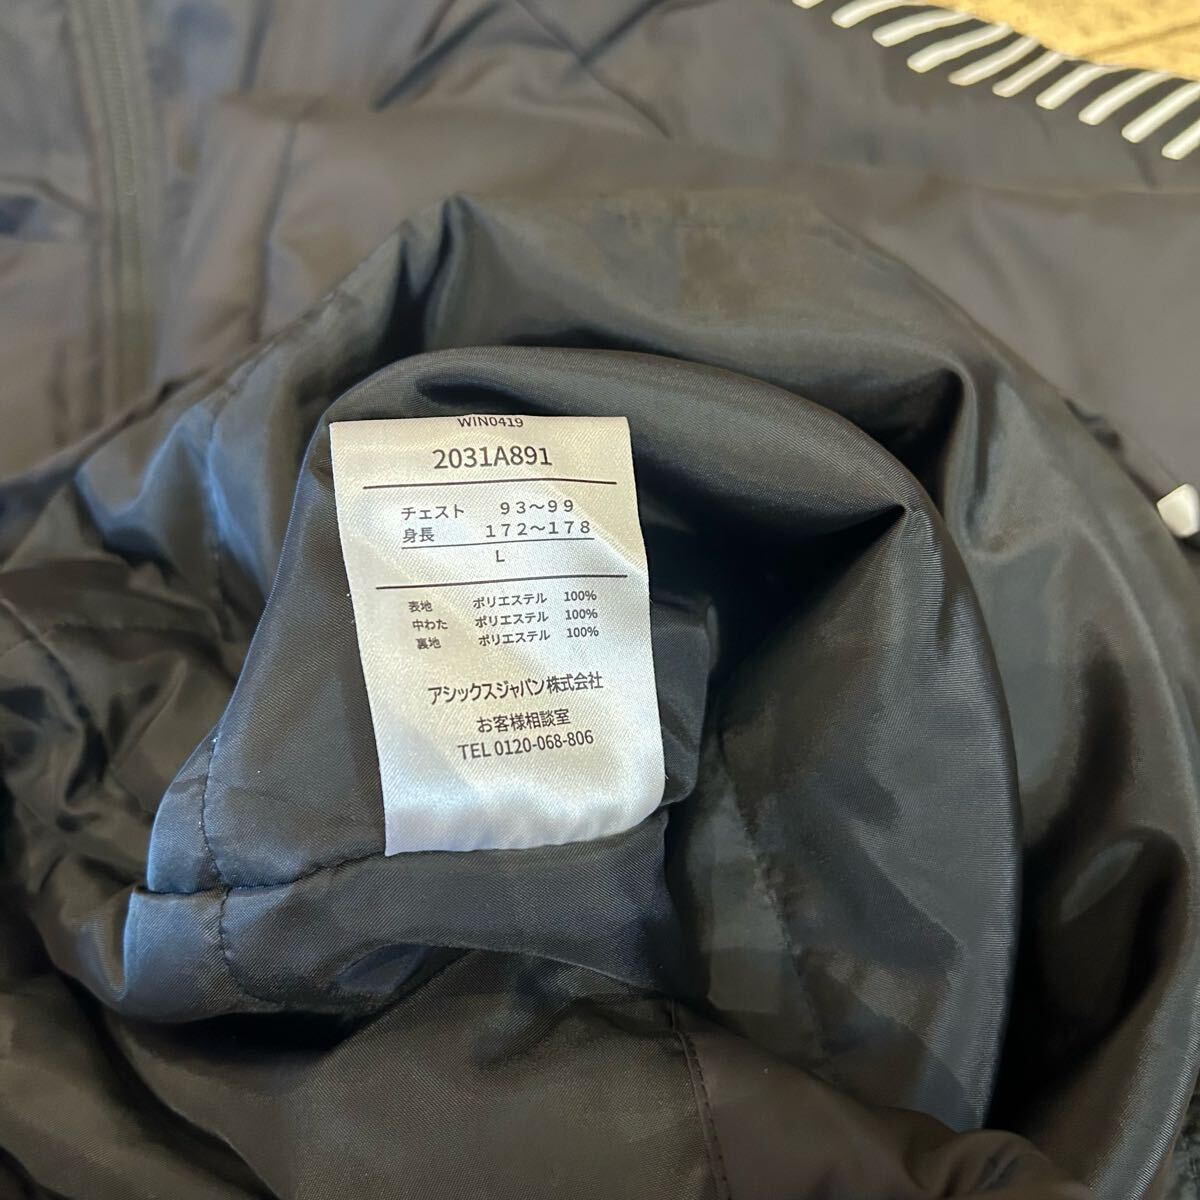 WIN0419
2031A891
チェスト 93～99
身長 172～178
L
表地 ポリエステル 100%
中わた ポリエステル 100%
裏地 ポリエステル 100%
アシックスジャパン株式会社
お客様相談室
TEL 0120-068-806